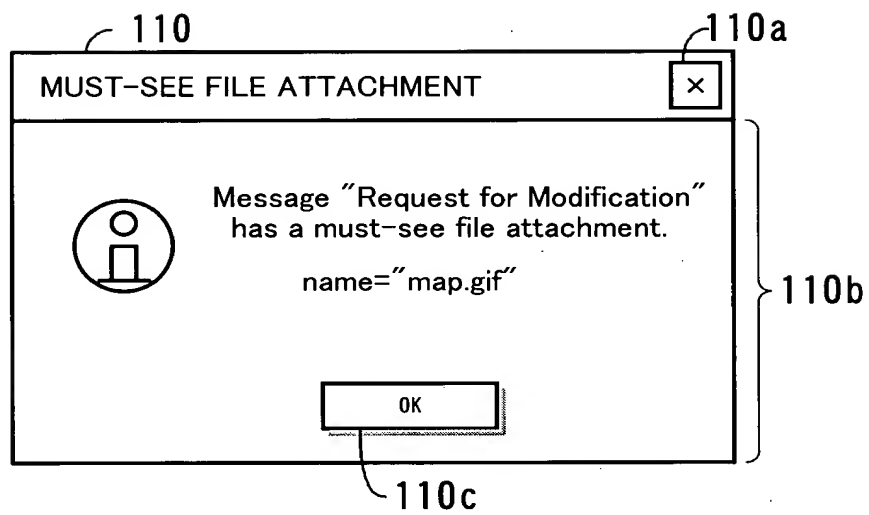 110
110a
MUST-SEE FILE ATTACHMENT
×
Message "Request for Modification"
has a must-see file attachment.
name="map.gif"
110b
OK
110c